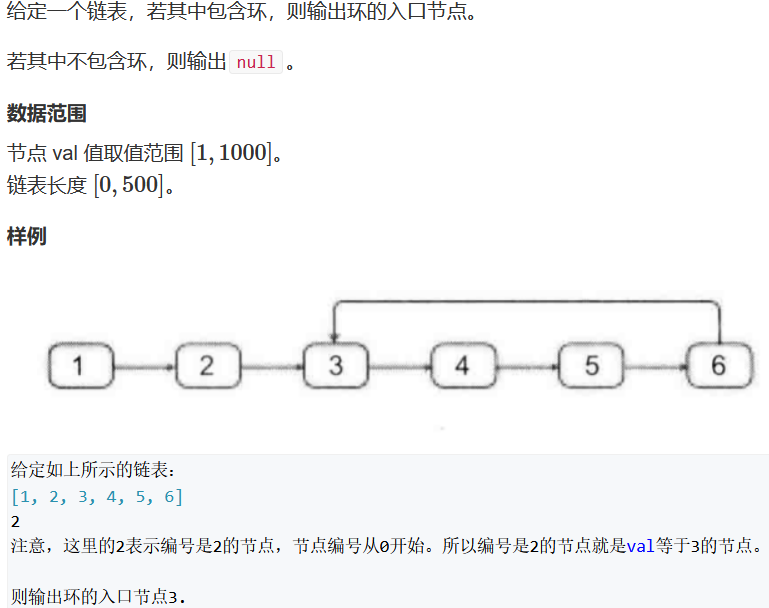 给定一个链表，若其中包含环，则输出环的入口节点。
若其中不包含环，则输出 null 。
数据范围
节点 val 值取值范围 [1, 1000]。
链表长度 [0, 500]。
样例
1 2 3 4 5 6
给定如上所示的链表:
[1, 2, 3, 4, 5, 6]
2
注意，这里的2表示编号是2的节点，节点编号从0开始。所以编号是2的节点就是val等于3的节点。
则输出环的入口节点3.